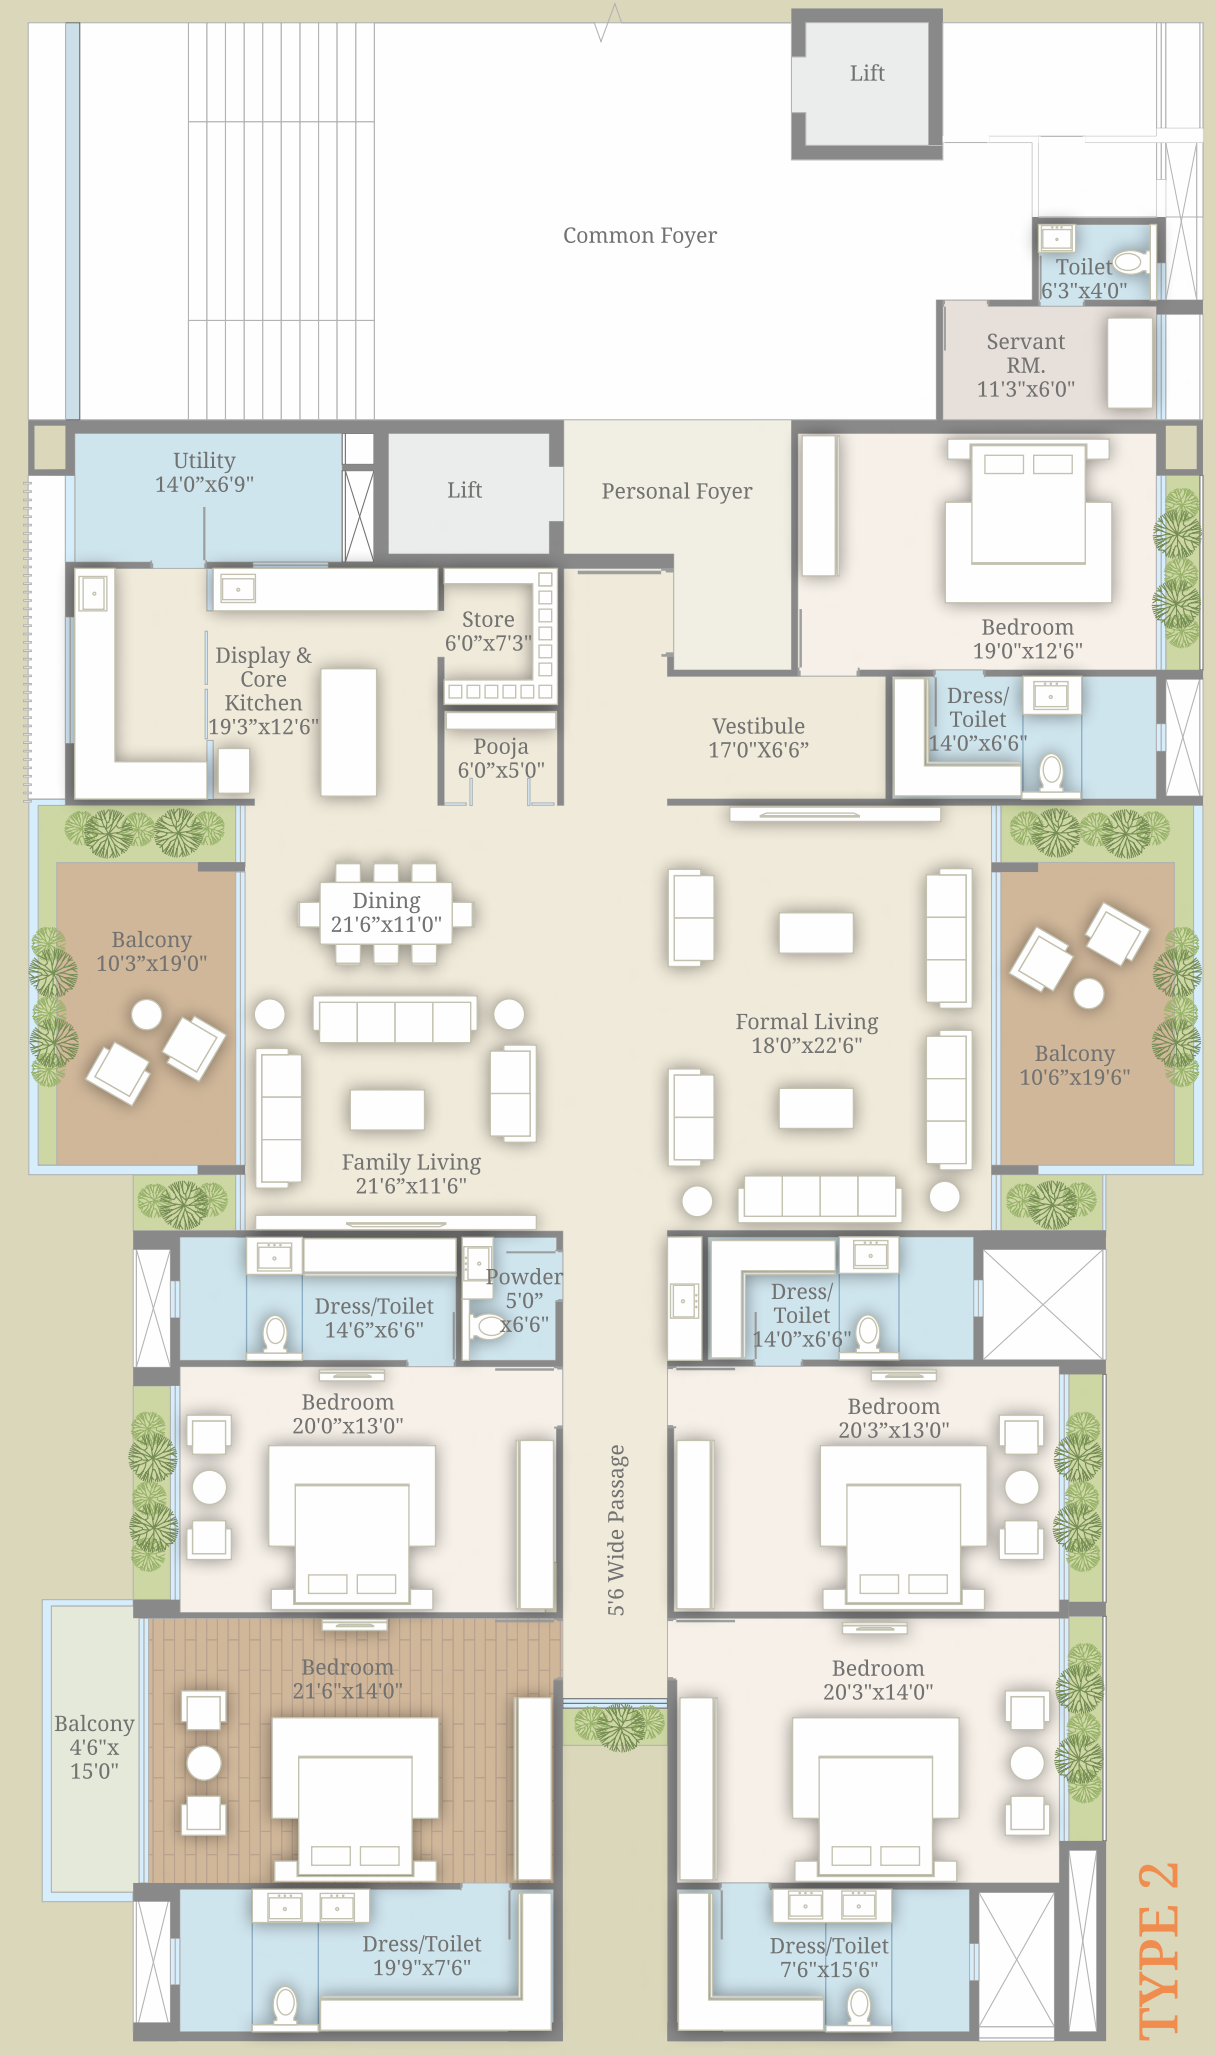 Lift
Common Foyer
Toilet
6'3"x4'0"
Servant
RM.
11'3"x6'0"
Utility
14'0”x6'9"
Lift
Personal Foyer
Bedroom
19'0"x12'6"
Store
6'0”x7'3"
Display &
Core
Kitchen
19'3”x12'6"
Pooja
6'0”x5'0"
Vestibule
17'0"X6'6”
Dress/
Toilet
14'0”x6'6"
Dining
21'6”x11'0"
Balcony
10'3”x19'0"
Formal Living
18'0”x22'6"
Balcony
10'6”x19'6"
Family Living
21'6”x11'6"
Dress/Toilet
14'6”x6'6"
Powder
5'0”
x6'6"
Dress/
Toilet
14'0”x6'6"
Bedroom
20'0”x13'0"
Bedroom
20'3”x13'0"
5'6 Wide Passage
Bedroom
21'6"x14'0"
Bedroom
20'3"x14'0"
Balcony
4'6"x
15'0"
Dress/Toilet
19'9"x7'6"
Dress/Toilet
7'6"x15'6"
TYPE 2